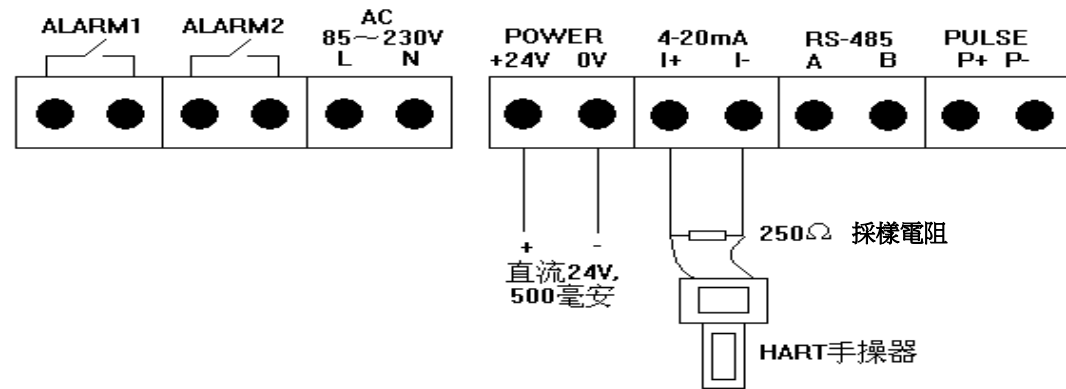 ALARM1
ALARM2
AC
85～230V
L N
POWER
+24V 0V
4-20mA
I+ I-
RS-485
A B
PULSE
P+ P-
+ -
直流24V,
500毫安
250Ω 採樣電阻
HART手操器